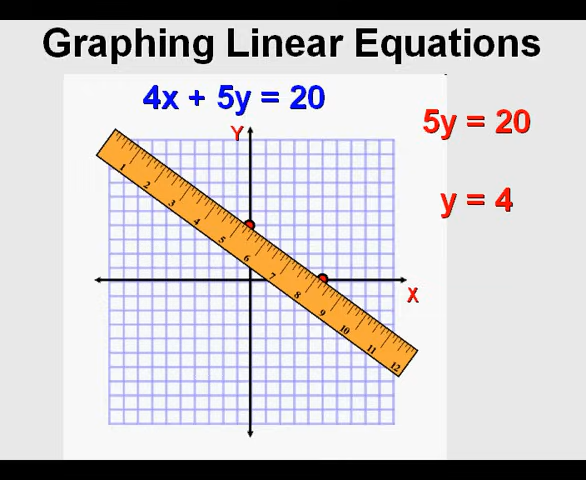 Graphing Linear Equations
4x + 5y = 20
5y = 20
y = 4
Y
X
1
2
3
4
5
6
7
8
9
10
11
12